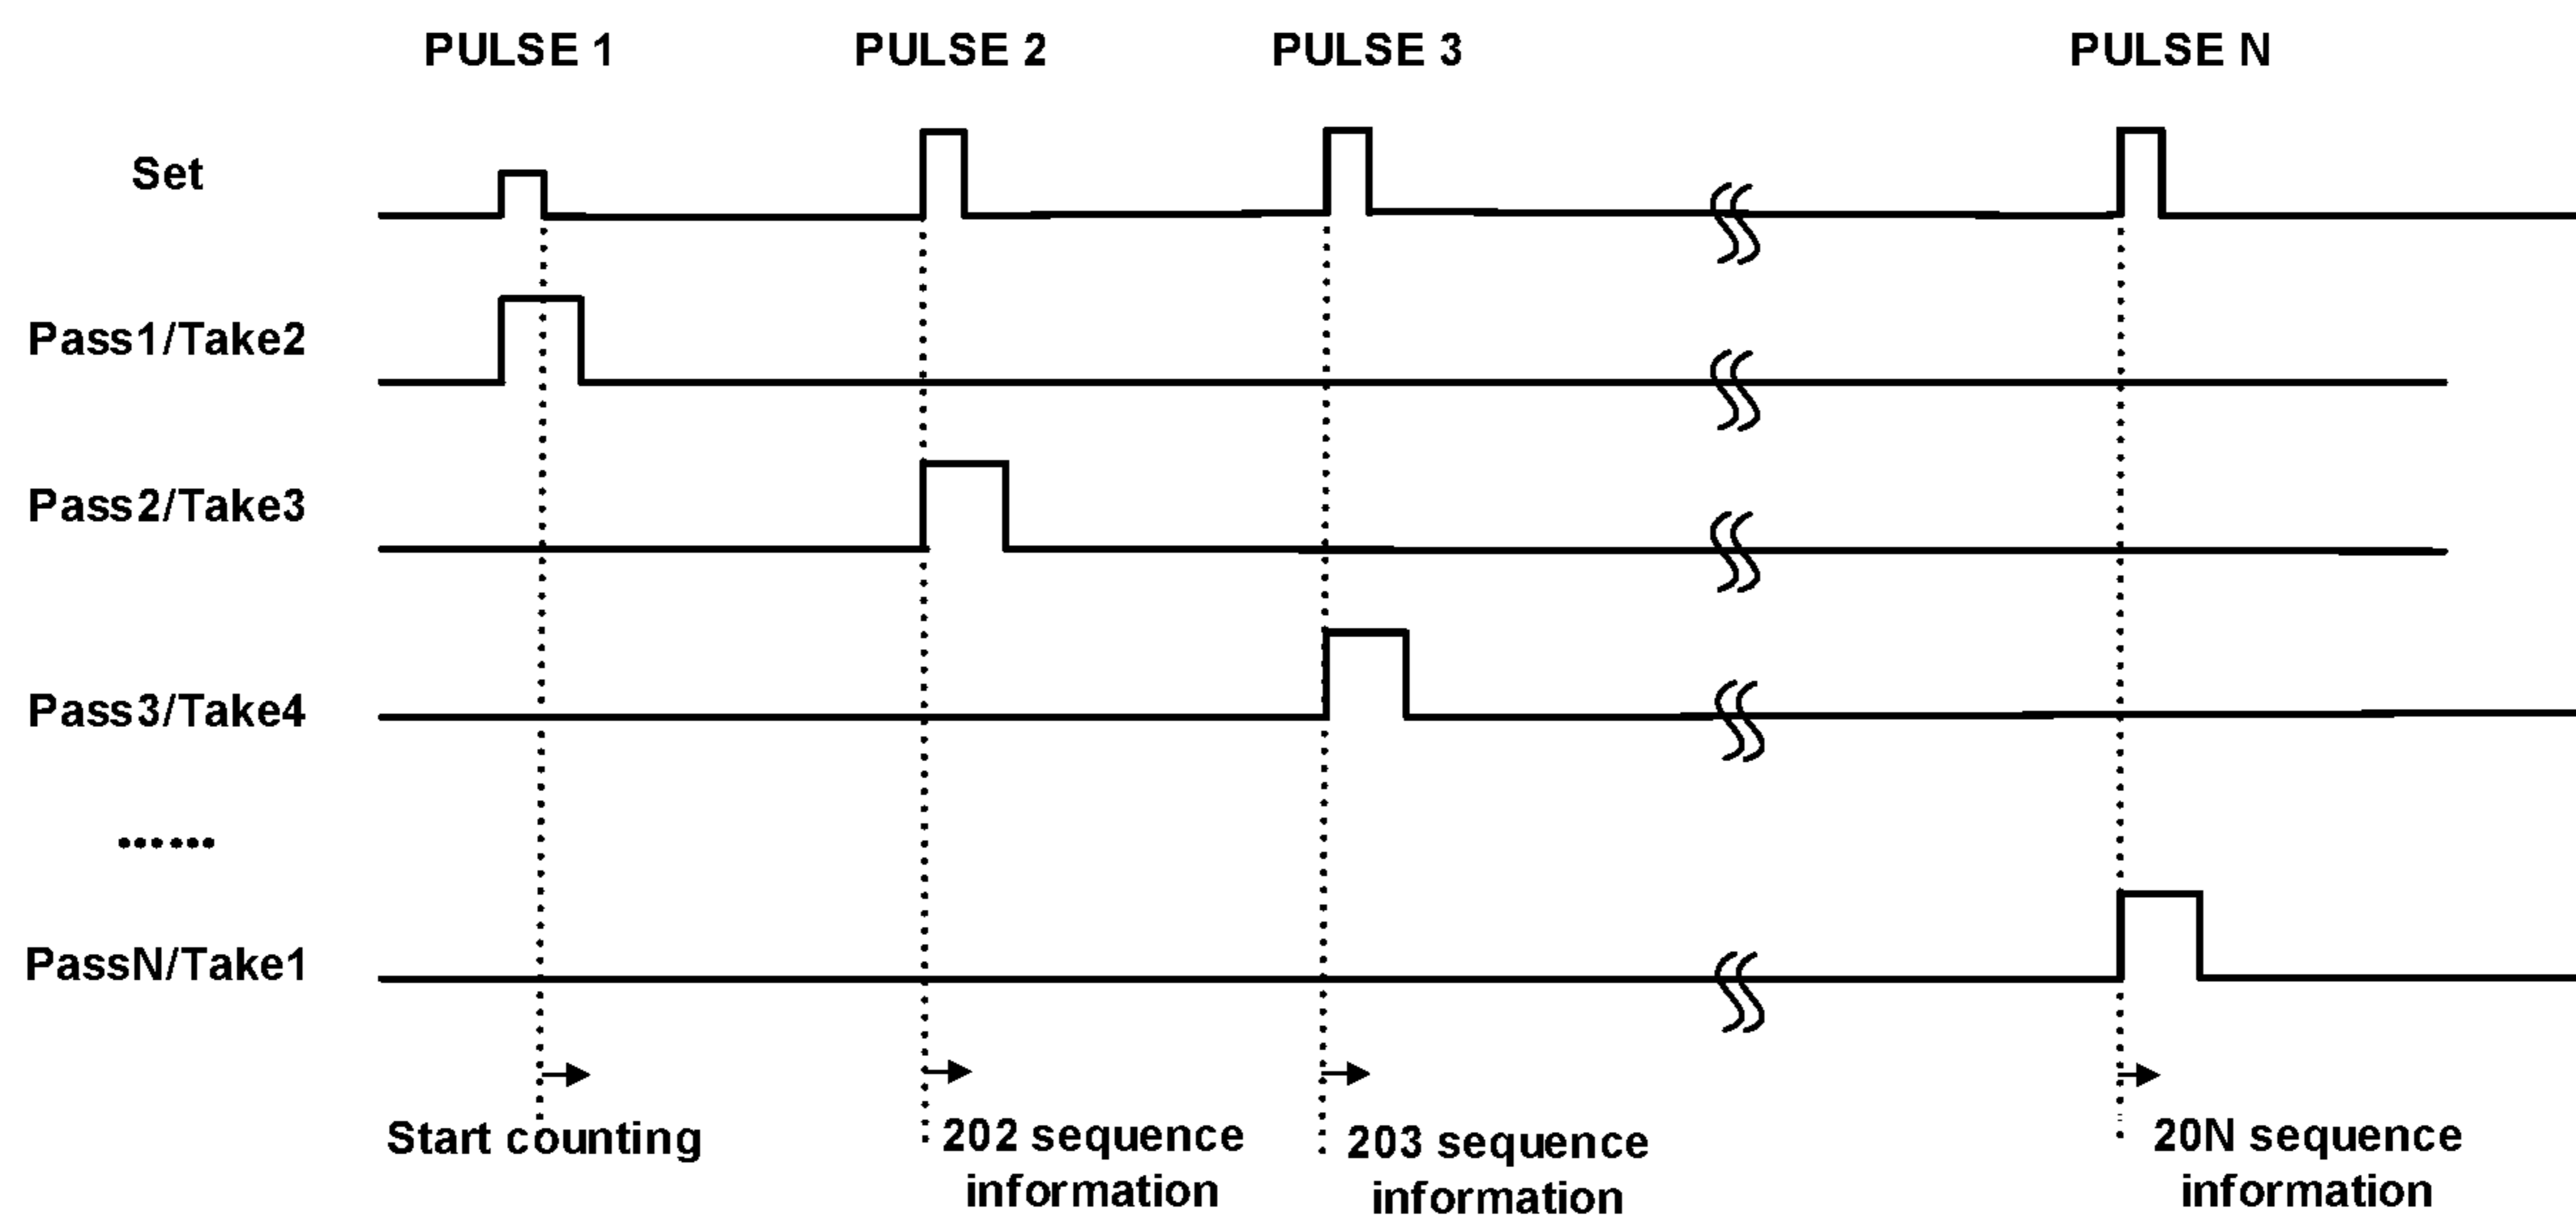 PULSE 1
PULSE 2
PULSE 3
PULSE N
Set
Pass1/Take2
Pass2/Take3
Pass3/Take4
......
PassN/Take1
Start counting
202 sequence
information
203 sequence
information
20N sequence
information